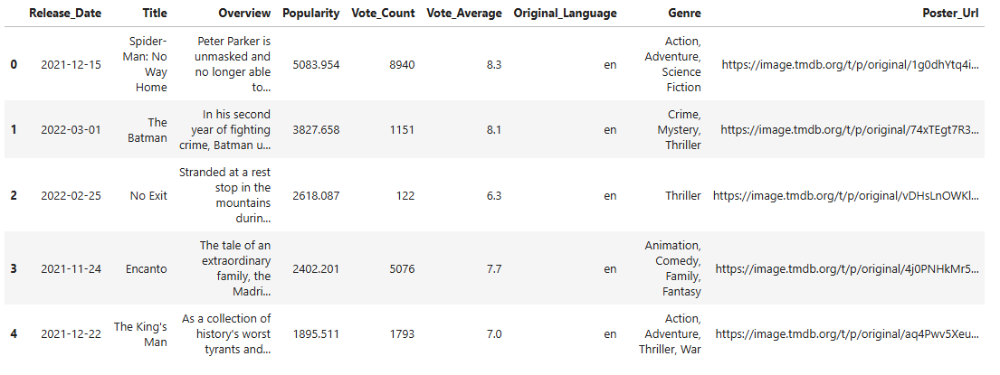 Release_Date Title Overview Popularity Vote_Count Vote_Average Original_Language Genre Poster_Url
0 2021-12-15 Spider-Man: No Way Home Peter Parker is unmasked and no longer able to... 5083.954 8940 8.3 en Action, Adventure, Science Fiction https://image.tmdb.org/t/p/original/1g0dhYtq4i...
1 2022-03-01 The Batman In his second year of fighting crime, Batman u... 3827.658 1151 8.1 en Crime, Mystery, Thriller https://image.tmdb.org/t/p/original/74xTEgt7R3...
2 2022-02-25 No Exit Stranded at a rest stop in the mountains durin... 2618.087 122 6.3 en Thriller https://image.tmdb.org/t/p/original/vDHsLnOWKl...
3 2021-11-24 Encanto The tale of an extraordinary family, the Madri... 2402.201 5076 7.7 en Animation, Comedy, Family, Fantasy https://image.tmdb.org/t/p/original/4j0PNHkMr5...
4 2021-12-22 The King's Man As a collection of history's worst tyrants and... 1895.511 1793 7.0 en Action, Adventure, Thriller, War https://image.tmdb.org/t/p/original/aq4Pwv5Xeu...